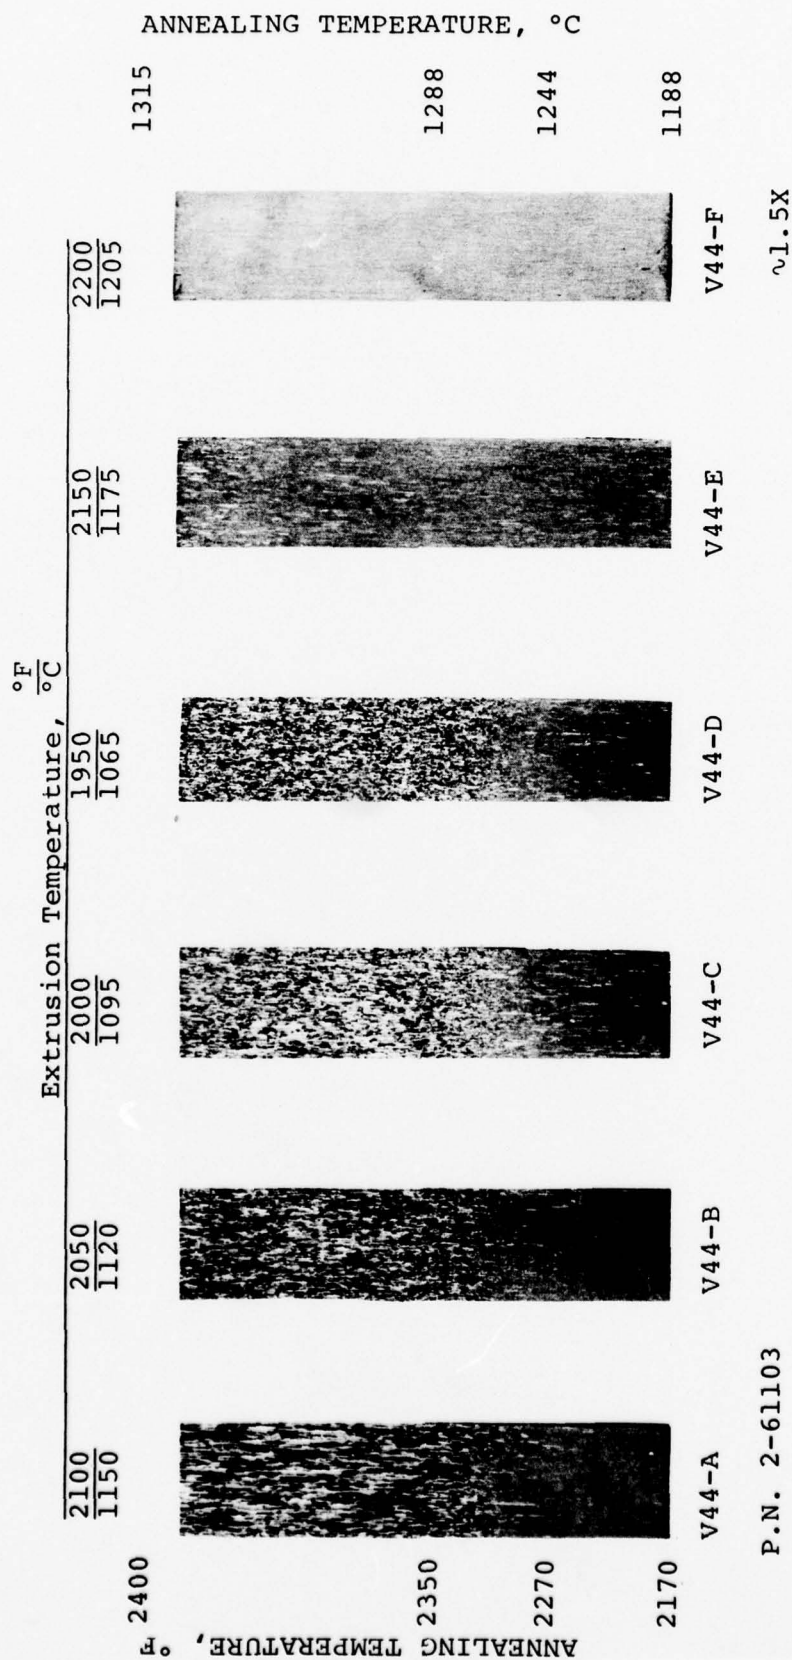 Extrusion Temperature, °F
°C
2100 2050 2000 1950 2150 2200
1150 1120 1095 1065 1175 1205
ANNEALING TEMPERATURE, °F
2400
2350
2270
2170
ANNEALING TEMPERATURE, °C
1315
1288
1244
1188
V44-A V44-B V44-C V44-D V44-E V44-F
P.N. 2-61103 ~1.5X